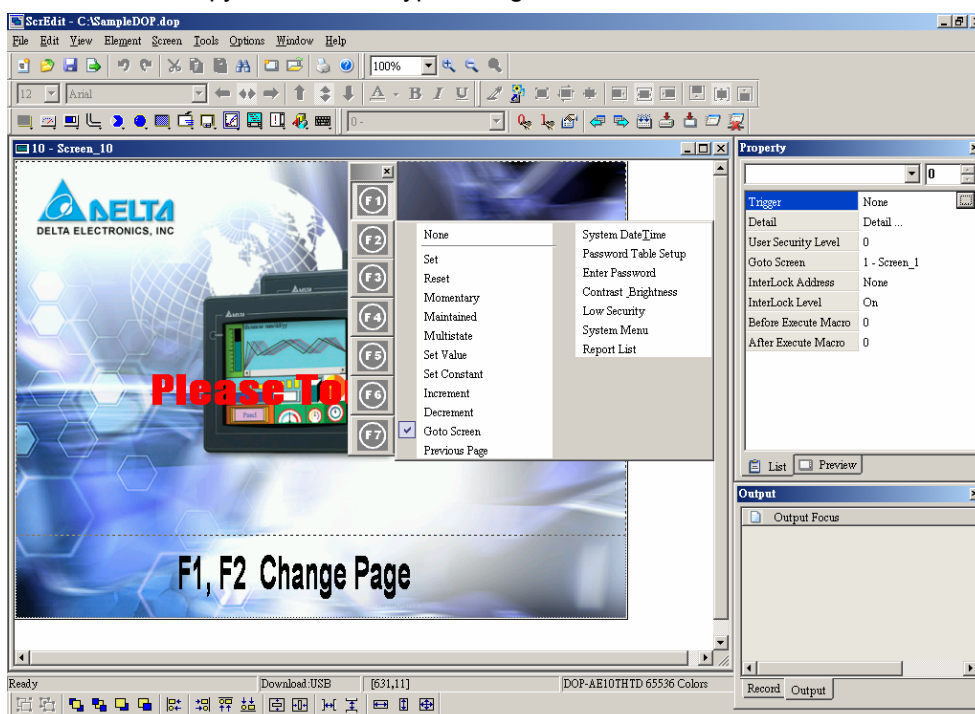 ScrEdit - C:\SampleDOP.dop
File Edit View Element Screen Tools Options Window Help
100%
12 Arial
A - B I U
0 -
10 - Screen_10
DELTA
DELTA ELECTRONICS, INC
Please To
F1, F2 Change Page
F1
F2
F3
F4
F5
F6
F7
None
Set
Reset
Momentary
Maintained
Multistate
Set Value
Set Constant
Increment
Decrement
Goto Screen
Previous Page
System DateTime
Password Table Setup
Enter Password
Contrast_Brightness
Low Security
System Menu
Report List
Property
0
Trigger None
Detail Detail ...
User Security Level 0
Goto Screen 1 - Screen_1
InterLock Address None
InterLock Level On
Before Execute Macro 0
After Execute Macro 0
List Preview
Output
Output Focus
Record Output
Ready Download:USB [631,11] DOP-AE10THTD 65536 Colors